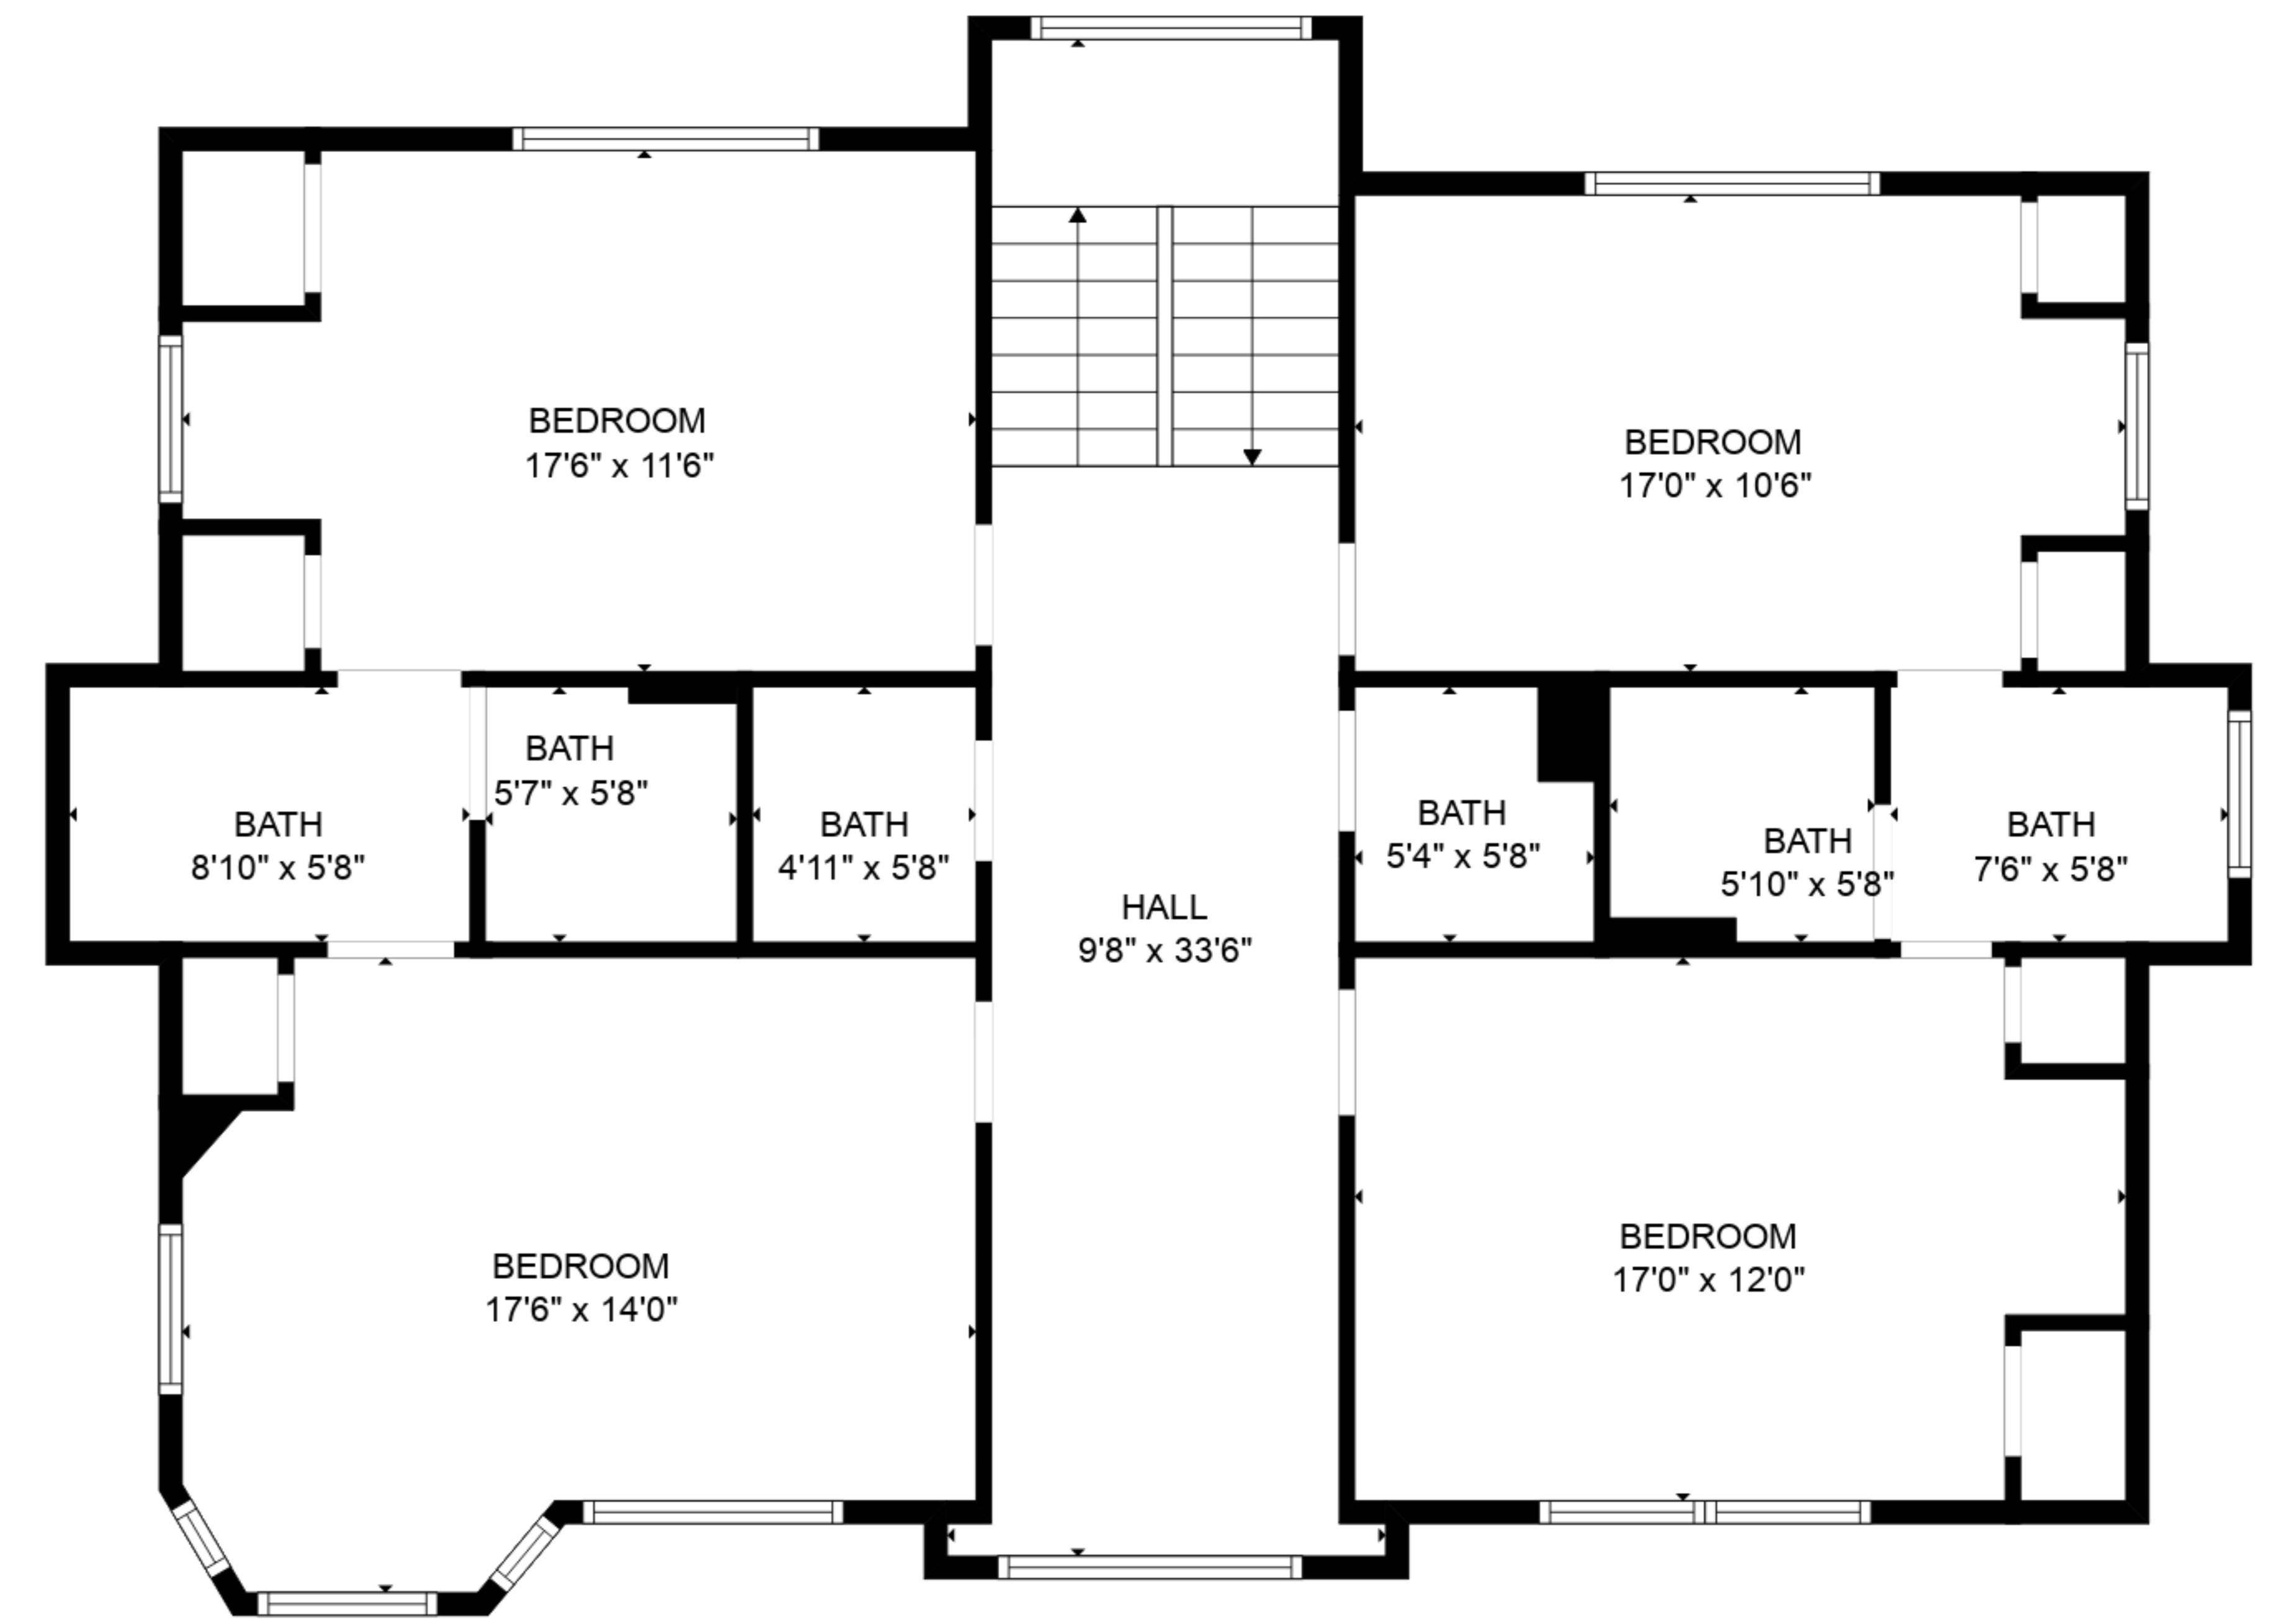 BEDROOM
17'6" x 11'6"
BEDROOM
17'0" x 10'6"
BATH
5'7" x 5'8"
BATH
8'10" x 5'8"
BATH
4'11" x 5'8"
BATH
5'4" x 5'8"
BATH
5'10" x 5'8"
BATH
7'6" x 5'8"
HALL
9'8" x 33'6"
BEDROOM
17'6" x 14'0"
BEDROOM
17'0" x 12'0"